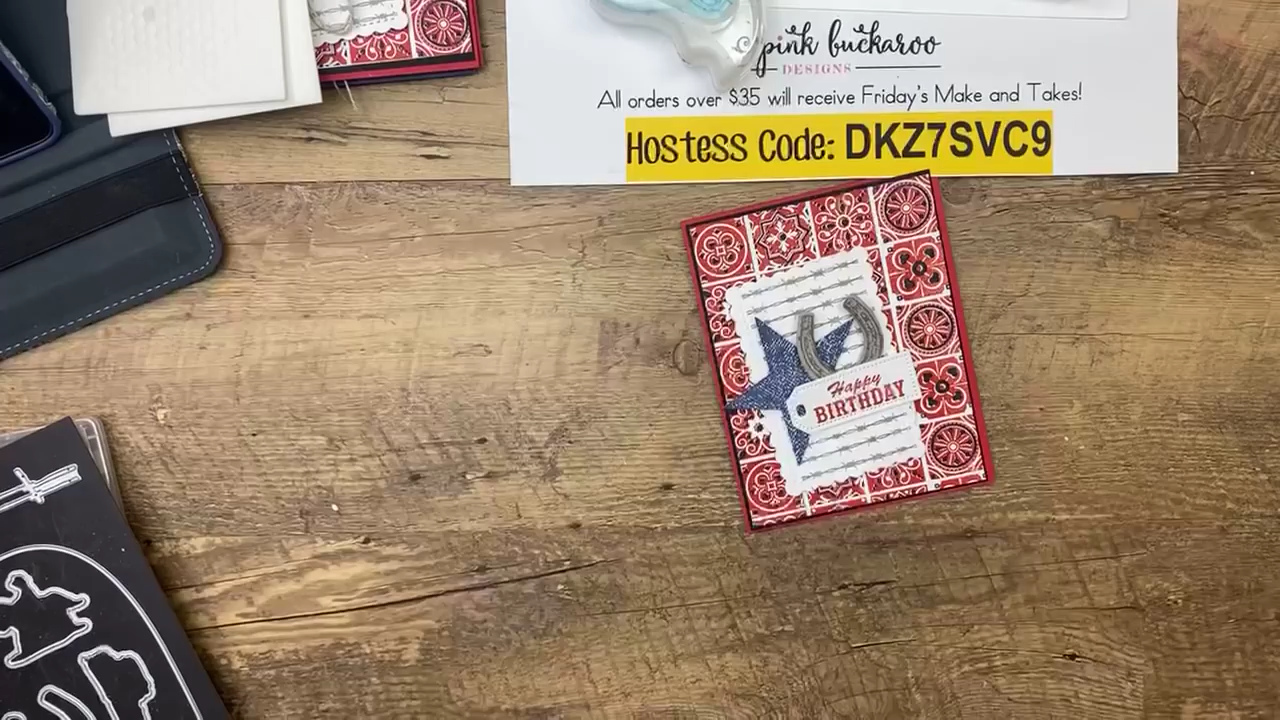 pink buckaroo
DESIGNS
All orders over $35 will receive Friday's Make and Takes!
Hostess Code: DKZ7SVC9
Happy
BIRTHDAY